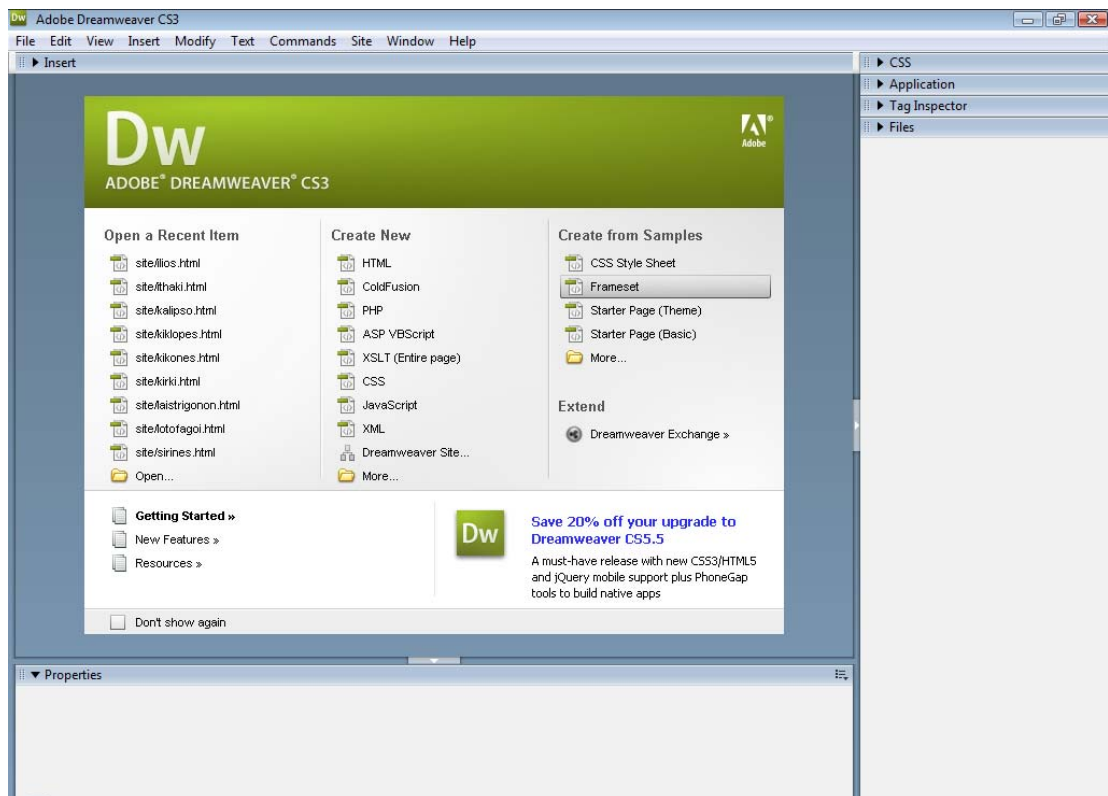 Dw Adobe Dreamweaver CS3
File Edit View Insert Modify Text Commands Site Window Help
Insert
CSS
Application
Tag Inspector
Files
Dw
Adobe
ADOBE® DREAMWEAVER® CS3
Open a Recent Item
site/ilios.html
site/ithaki.html
site/kalipso.html
site/kiklopes.html
site/kikones.html
site/kirki.html
site/laistrigonon.html
site/lotofagoi.html
site/sirines.html
Open...
Create New
HTML
ColdFusion
PHP
ASP VBScript
XSLT (Entire page)
CSS
JavaScript
XML
Dreamweaver Site...
More...
Create from Samples
CSS Style Sheet
Frameset
Starter Page (Theme)
Starter Page (Basic)
More...
Extend
Dreamweaver Exchange »
Getting Started »
New Features »
Resources »
Dw
Save 20% off your upgrade to
Dreamweaver CS5.5
A must-have release with new CSS3/HTML5
and jQuery mobile support plus PhoneGap
tools to build native apps
Don't show again
Properties